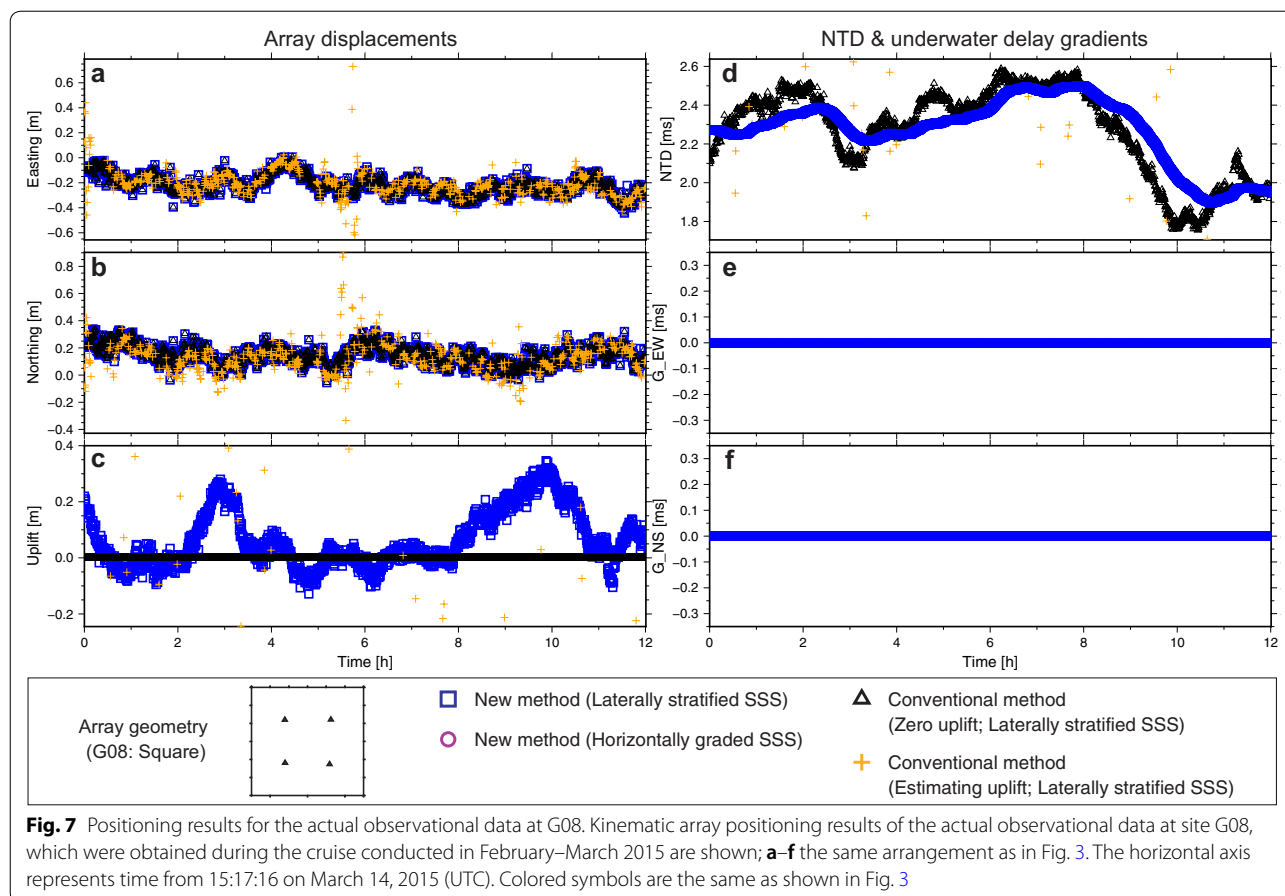 Array displacements
NTD & underwater delay gradients
a
0.6
0.4
0.2
0.0
−0.2
−0.4
−0.6
Easting [m]
b
0.8
0.6
0.4
0.2
0.0
−0.2
−0.4
Northing [m]
c
0.4
0.2
0.0
−0.2
Uplift [m]
0
2
4
6
8
10
12
Time [h]
d
2.6
2.4
2.2
2.0
1.8
NTD [ms]
e
0.3
0.2
0.1
0.0
−0.1
−0.2
−0.3
G_EW [ms]
f
0.3
0.2
0.1
0.0
−0.1
−0.2
−0.3
G_NS [ms]
0
2
4
6
8
10
12
Time [h]
Array geometry
(G08: Square)
New method (Laterally stratified SSS)
New method (Horizontally graded SSS)
Conventional method
(Zero uplift; Laterally stratified SSS)
Conventional method
(Estimating uplift; Laterally stratified SSS)
Fig. 7 Positioning results for the actual observational data at G08. Kinematic array positioning results of the actual observational data at site G08,
which were obtained during the cruise conducted in February–March 2015 are shown; a–f the same arrangement as in Fig. 3. The horizontal axis
represents time from 15:17:16 on March 14, 2015 (UTC). Colored symbols are the same as shown in Fig. 3